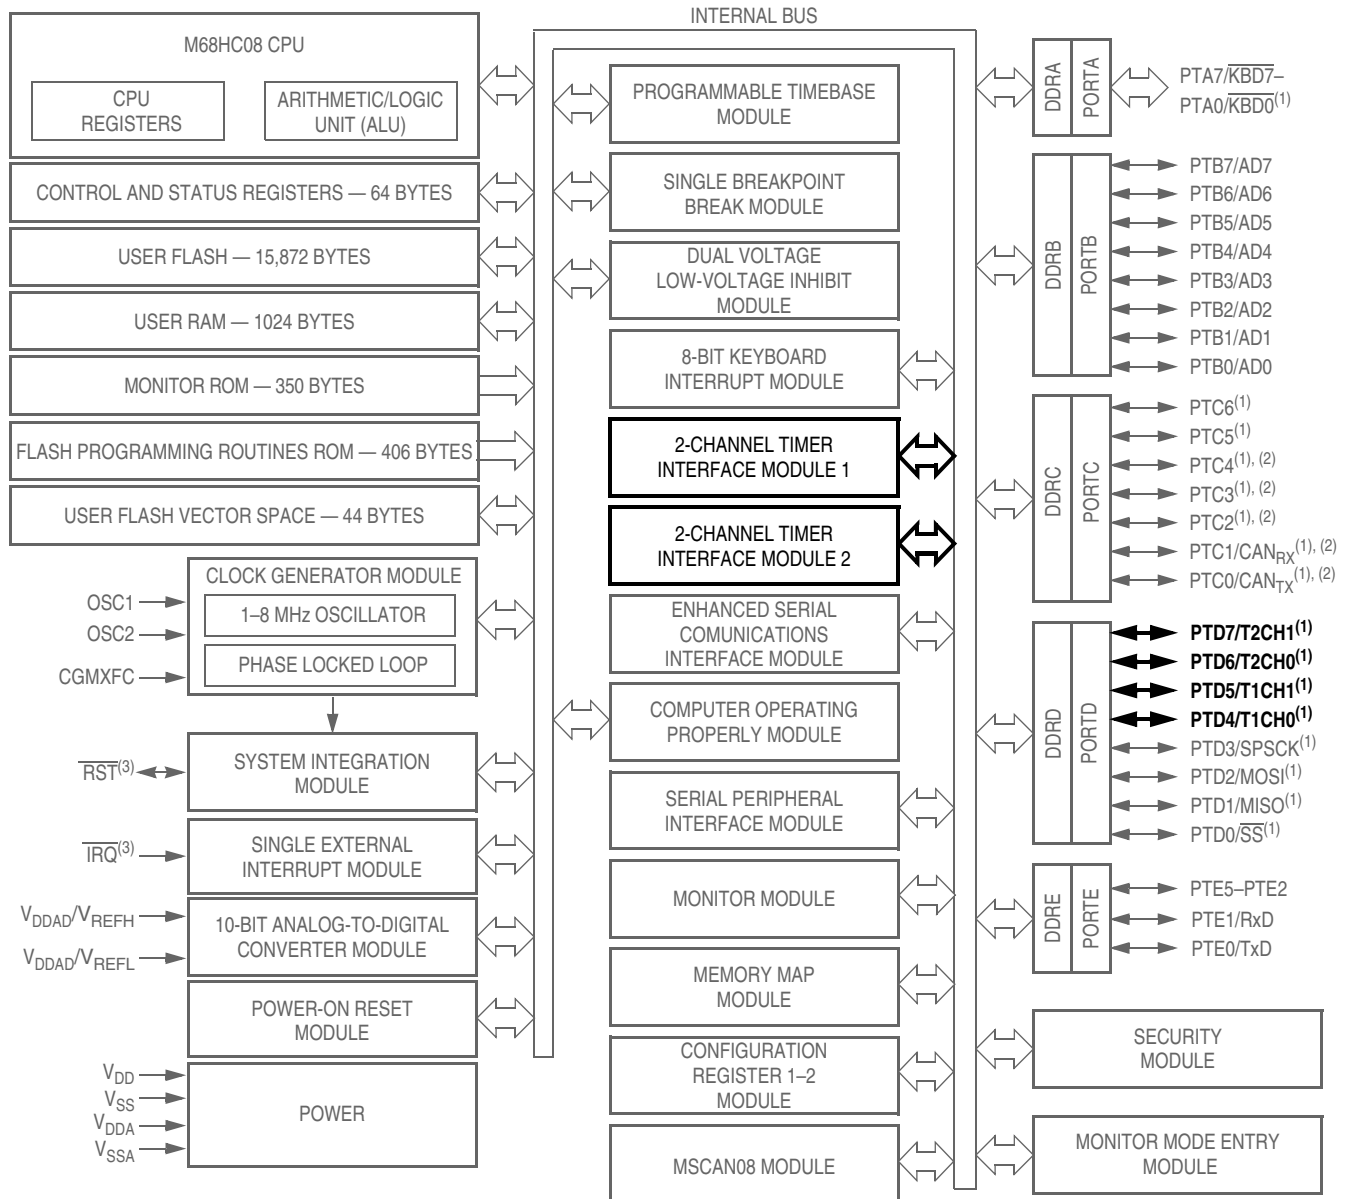 INTERNAL BUS
M68HC08 CPU
CPU
REGISTERS
ARITHMETIC/LOGIC
UNIT (ALU)
CONTROL AND STATUS REGISTERS — 64 BYTES
USER FLASH — 15,872 BYTES
USER RAM — 1024 BYTES
MONITOR ROM — 350 BYTES
FLASH PROGRAMMING ROUTINES ROM — 406 BYTES
USER FLASH VECTOR SPACE — 44 BYTES
CLOCK GENERATOR MODULE
1–8 MHz OSCILLATOR
PHASE LOCKED LOOP
OSC1
OSC2
CGMXFC
SYSTEM INTEGRATION
MODULE
RST(3)
SINGLE EXTERNAL
INTERRUPT MODULE
IRQ(3)
10-BIT ANALOG-TO-DIGITAL
CONVERTER MODULE
VDDAD/VREFH
VDDAD/VREFL
POWER-ON RESET
MODULE
POWER
VDD
VSS
VDDA
VSSA
PROGRAMMABLE TIMEBASE
MODULE
SINGLE BREAKPOINT
BREAK MODULE
DUAL VOLTAGE
LOW-VOLTAGE INHIBIT
MODULE
8-BIT KEYBOARD
INTERRUPT MODULE
2-CHANNEL TIMER
INTERFACE MODULE 1
2-CHANNEL TIMER
INTERFACE MODULE 2
ENHANCED SERIAL
COMUNICATIONS
INTERFACE MODULE
COMPUTER OPERATING
PROPERLY MODULE
SERIAL PERIPHERAL
INTERFACE MODULE
MONITOR MODULE
MEMORY MAP
MODULE
CONFIGURATION
REGISTER 1–2
MODULE
MSCAN08 MODULE
DDRA
PORTA
PTA7/KBD7–
PTA0/KBD0(1)
DDRB
PORTB
PTB7/AD7
PTB6/AD6
PTB5/AD5
PTB4/AD4
PTB3/AD3
PTB2/AD2
PTB1/AD1
PTB0/AD0
DDRC
PORTC
PTC6(1)
PTC5(1)
PTC4(1), (2)
PTC3(1), (2)
PTC2(1), (2)
PTC1/CANRX(1), (2)
PTC0/CANTX(1), (2)
DDRD
PORTD
PTD7/T2CH1(1)
PTD6/T2CH0(1)
PTD5/T1CH1(1)
PTD4/T1CH0(1)
PTD3/SPSCK(1)
PTD2/MOSI(1)
PTD1/MISO(1)
PTD0/SS(1)
DDRE
PORTE
PTE5–PTE2
PTE1/RxD
PTE0/TxD
SECURITY
MODULE
MONITOR MODE ENTRY
MODULE